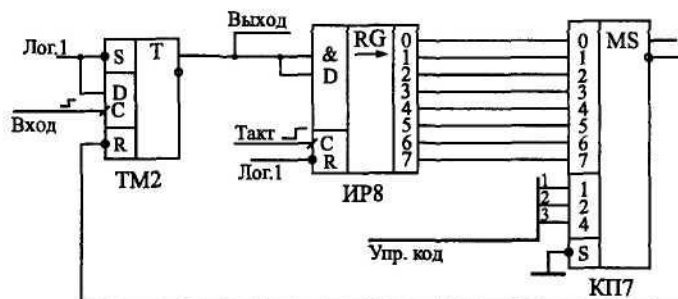 Выход
Лог.1
S
T
D
C
Вход
R
ТМ2
&
D
RG
0
1
2
3
4
5
6
7
Такт
C
Лог.1
R
ИР8
0
1
2
3
4
5
6
7
MS
1
2
3
1
2
4
Упр. код
S
КП7